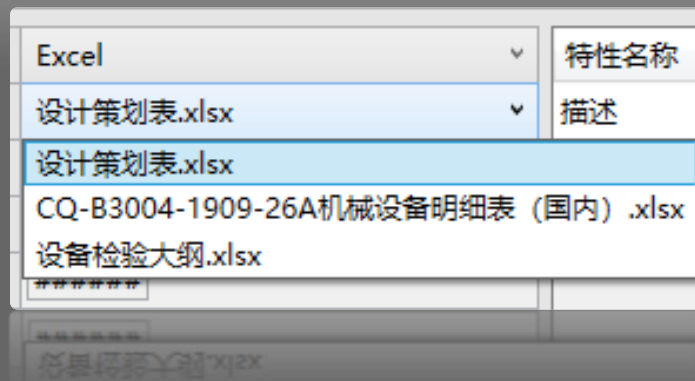 Excel
特性名称
设计策划表.xlsx
描述
设计策划表.xlsx
CQ-B3004-1909-26A机械设备明细表（国内）.xlsx
设备检验大纲.xlsx
######